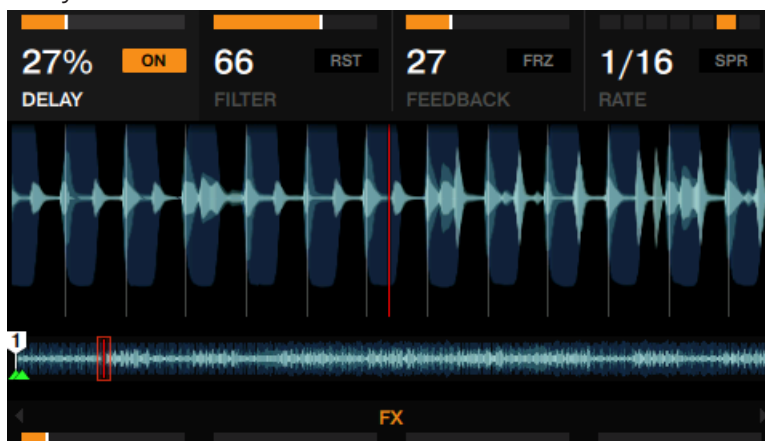 27% ON 66 RST 27 FRZ 1/16 SPR
DELAY FILTER FEEDBACK RATE
1
FX